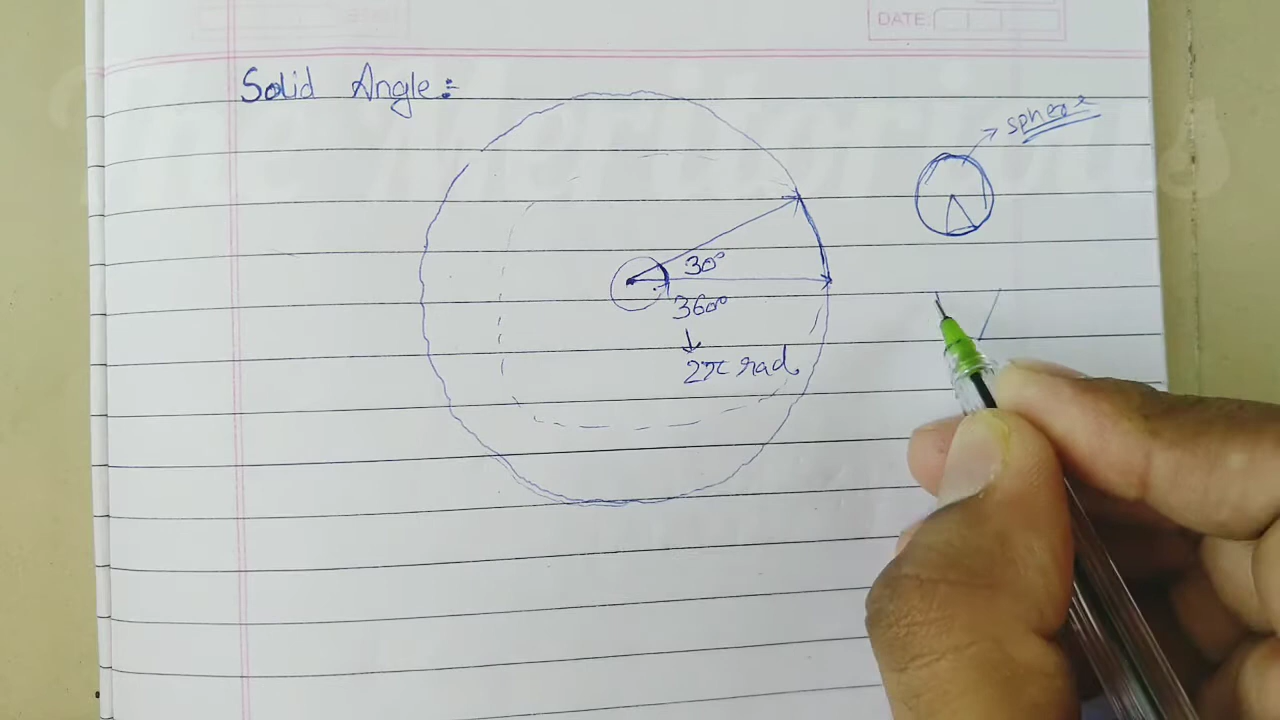 DATE:
Solid Angle:-
sphere
30°
360°
↓
2π rad.